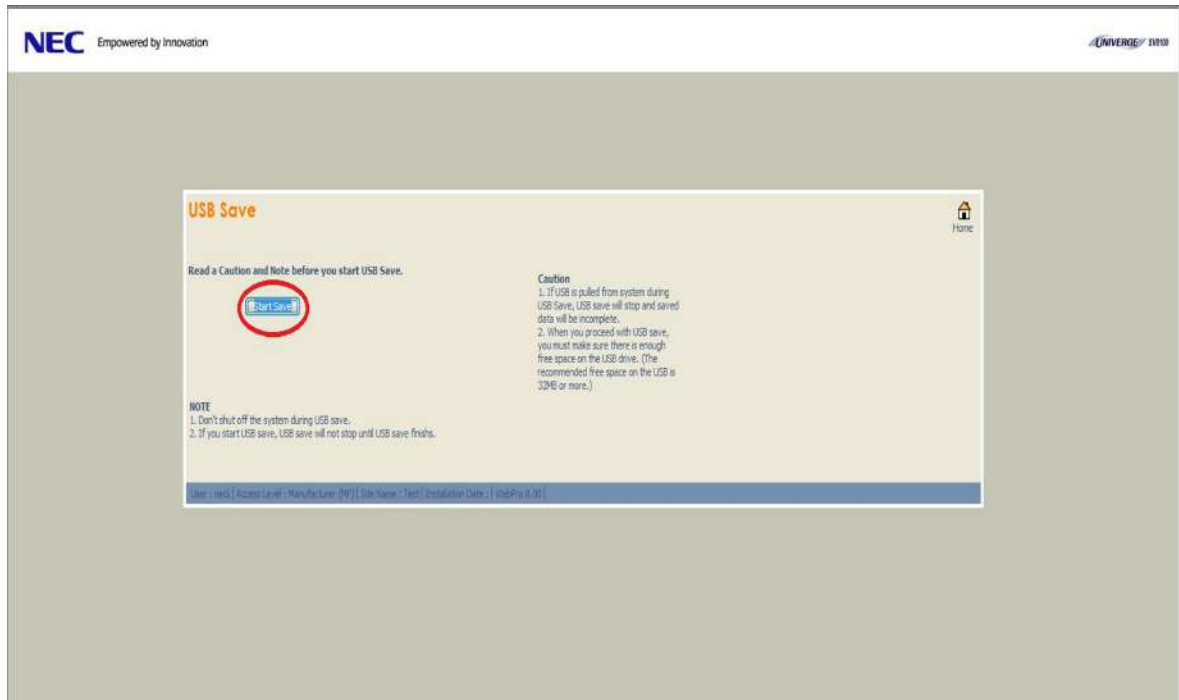 NEC Empowered by Innovation
UNIVERGE SV8100
USB Save
Home
Read a Caution and Note before you start USB Save.
Start Save
Caution
1. If USB is pulled from system during
USB Save, USB save will stop and saved
data will be incomplete.
2. When you proceed with USB save,
you must make sure there is enough
free space on the USB drive. (The
recommended free space on the USB is
32MB or more.)
NOTE
1. Don't shut off the system during USB save.
2. If you start USB save, USB save will not stop until USB save finishs.
User : necii | Access Level : Manufacturer (MF) | Site Name : Test | Installation Date : | WebPro 8.00 |